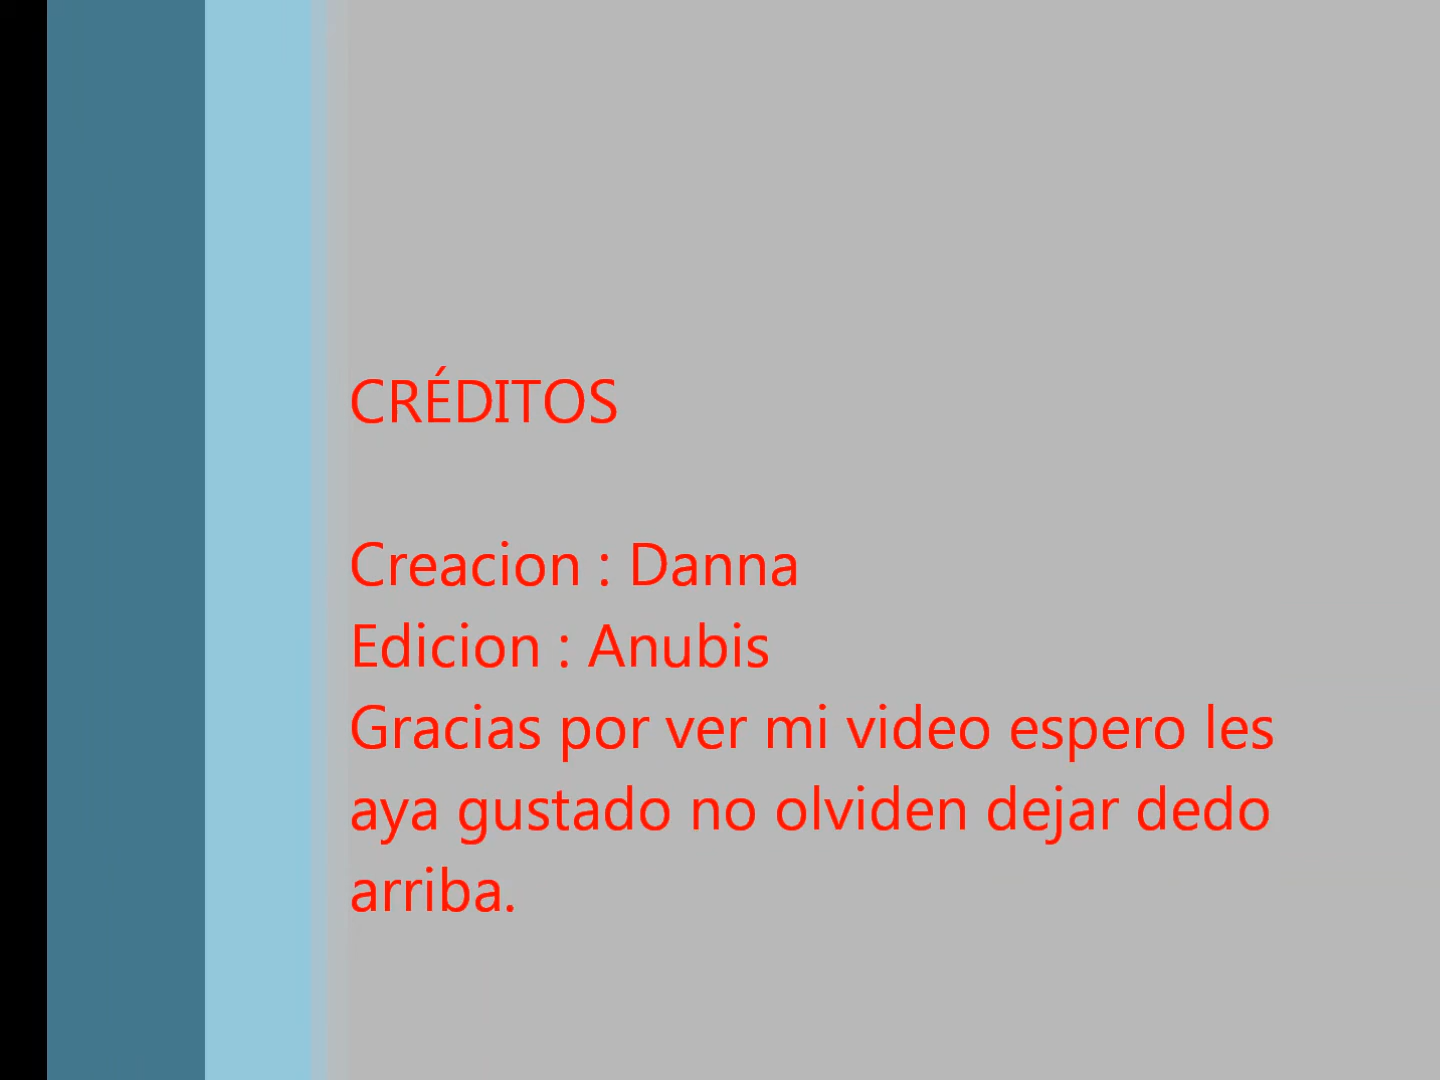 CRÉDITOS
Creacion : Danna
Edicion : Anubis
Gracias por ver mi video espero les
aya gustado no olviden dejar dedo
arriba.